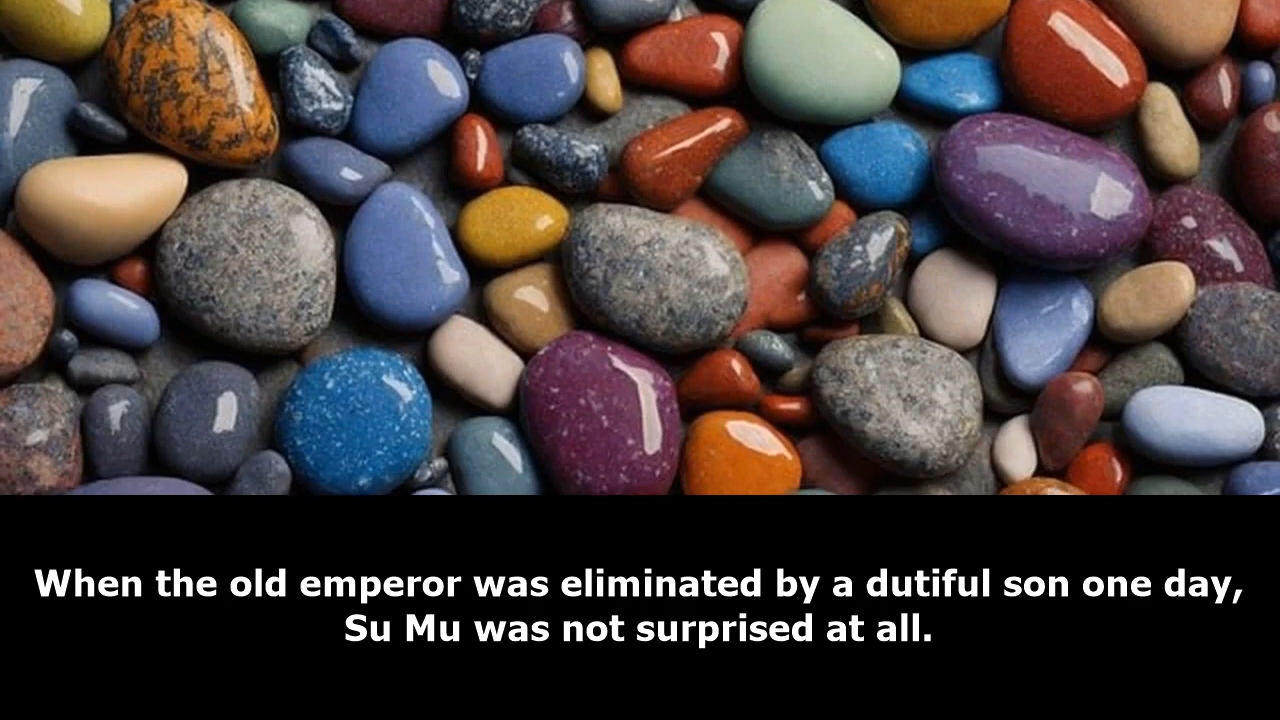 When the old emperor was eliminated by a dutiful son one day,
Su Mu was not surprised at all.